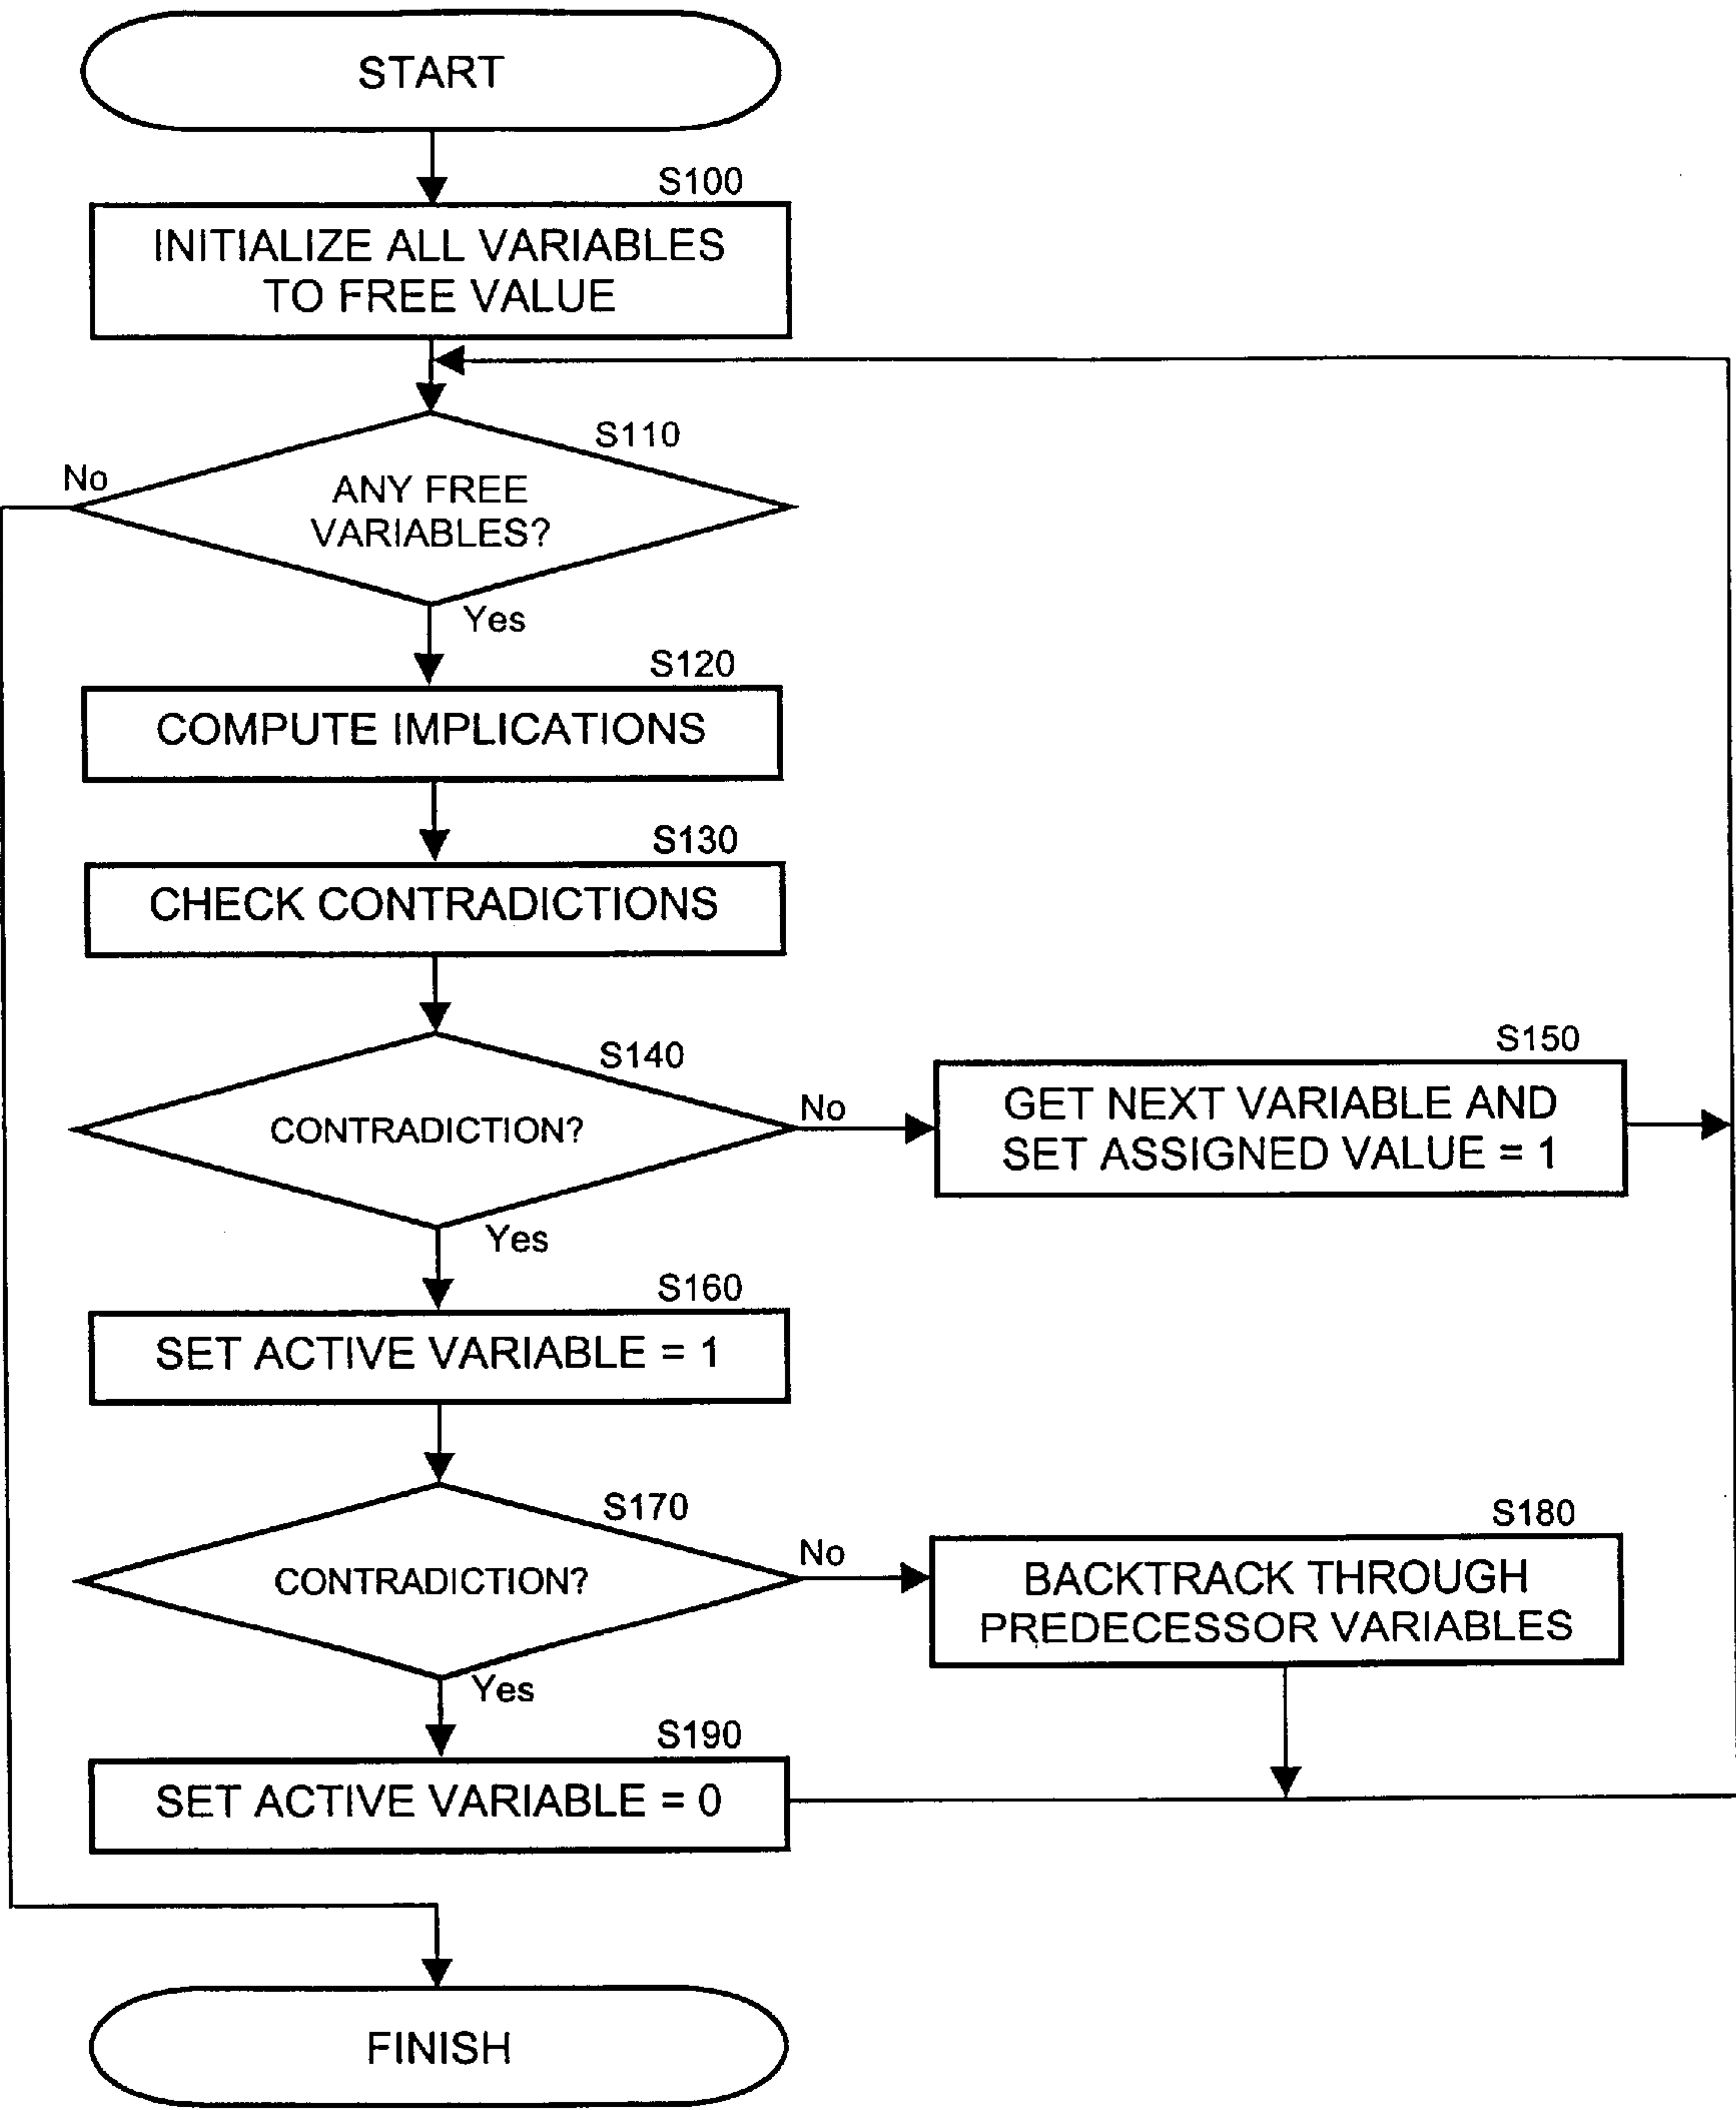 START
S100
INITIALIZE ALL VARIABLES
TO FREE VALUE
S110
No
ANY FREE
VARIABLES?
Yes
S120
COMPUTE IMPLICATIONS
S130
CHECK CONTRADICTIONS
S140
CONTRADICTION?
No
S150
GET NEXT VARIABLE AND
SET ASSIGNED VALUE = 1
Yes
S160
SET ACTIVE VARIABLE = 1
S170
CONTRADICTION?
No
S180
BACKTRACK THROUGH
PREDECESSOR VARIABLES
Yes
S190
SET ACTIVE VARIABLE = 0
FINISH